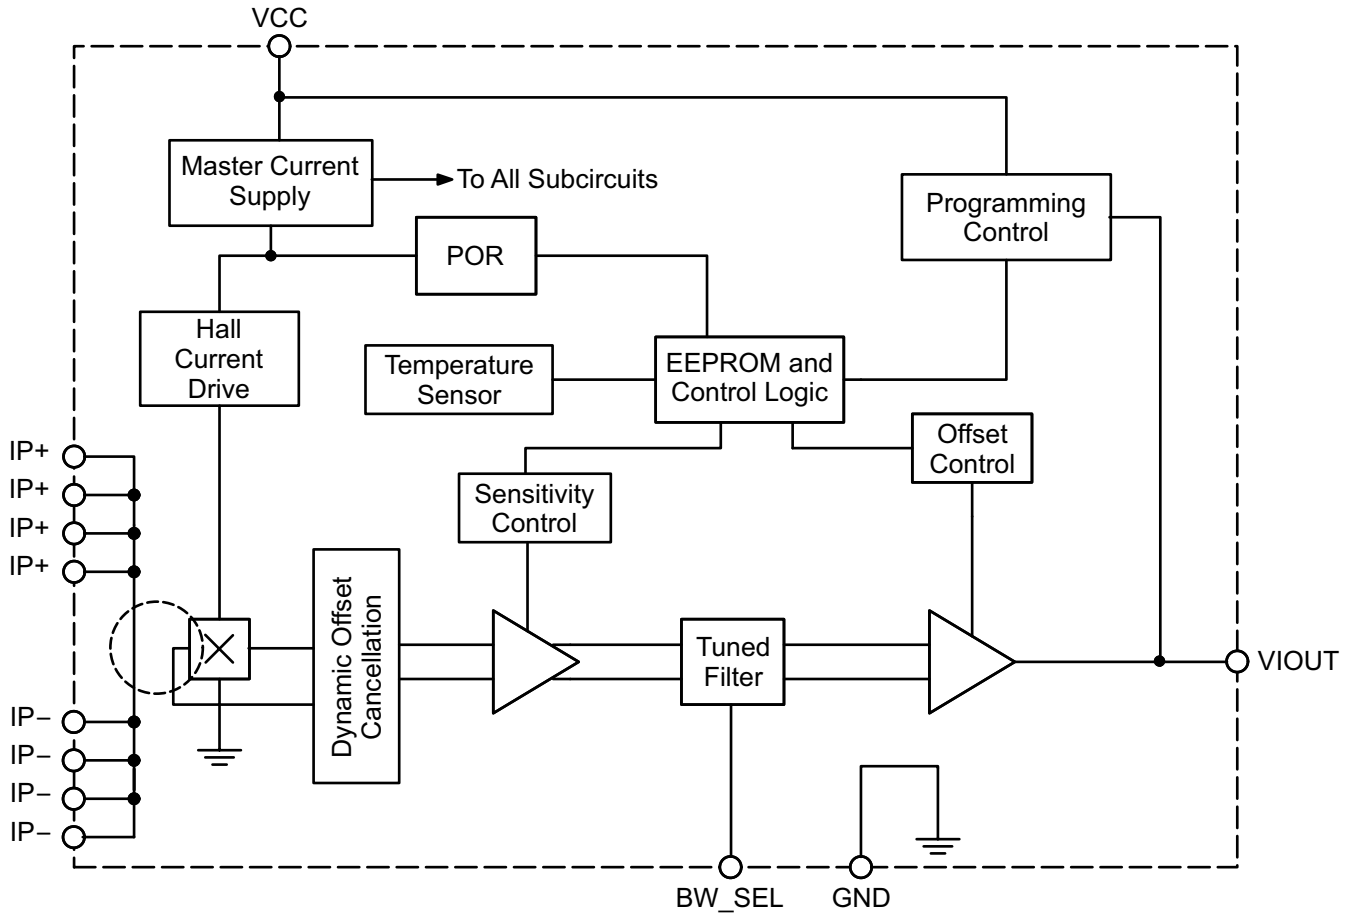 VCC
Master Current
Supply
To All Subcircuits
Programming
Control
POR
Hall
Current
Drive
Temperature
Sensor
EEPROM and
Control Logic
Offset
Control
Sensitivity
Control
IP+
IP+
IP+
IP+
Dynamic Offset
Cancellation
Tuned
Filter
VIOUT
IP–
IP–
IP–
IP–
BW_SEL
GND